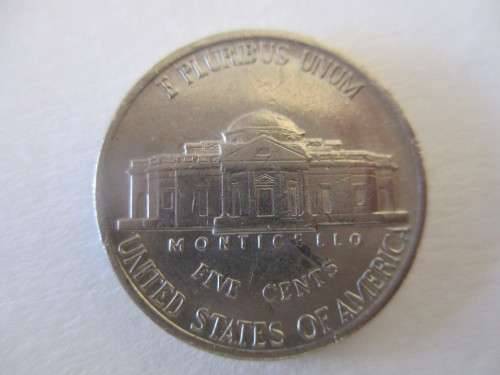 E PLURIBUS UNUM
MONTICELLO
FIVE CENTS
UNITED STATES OF AMERICA